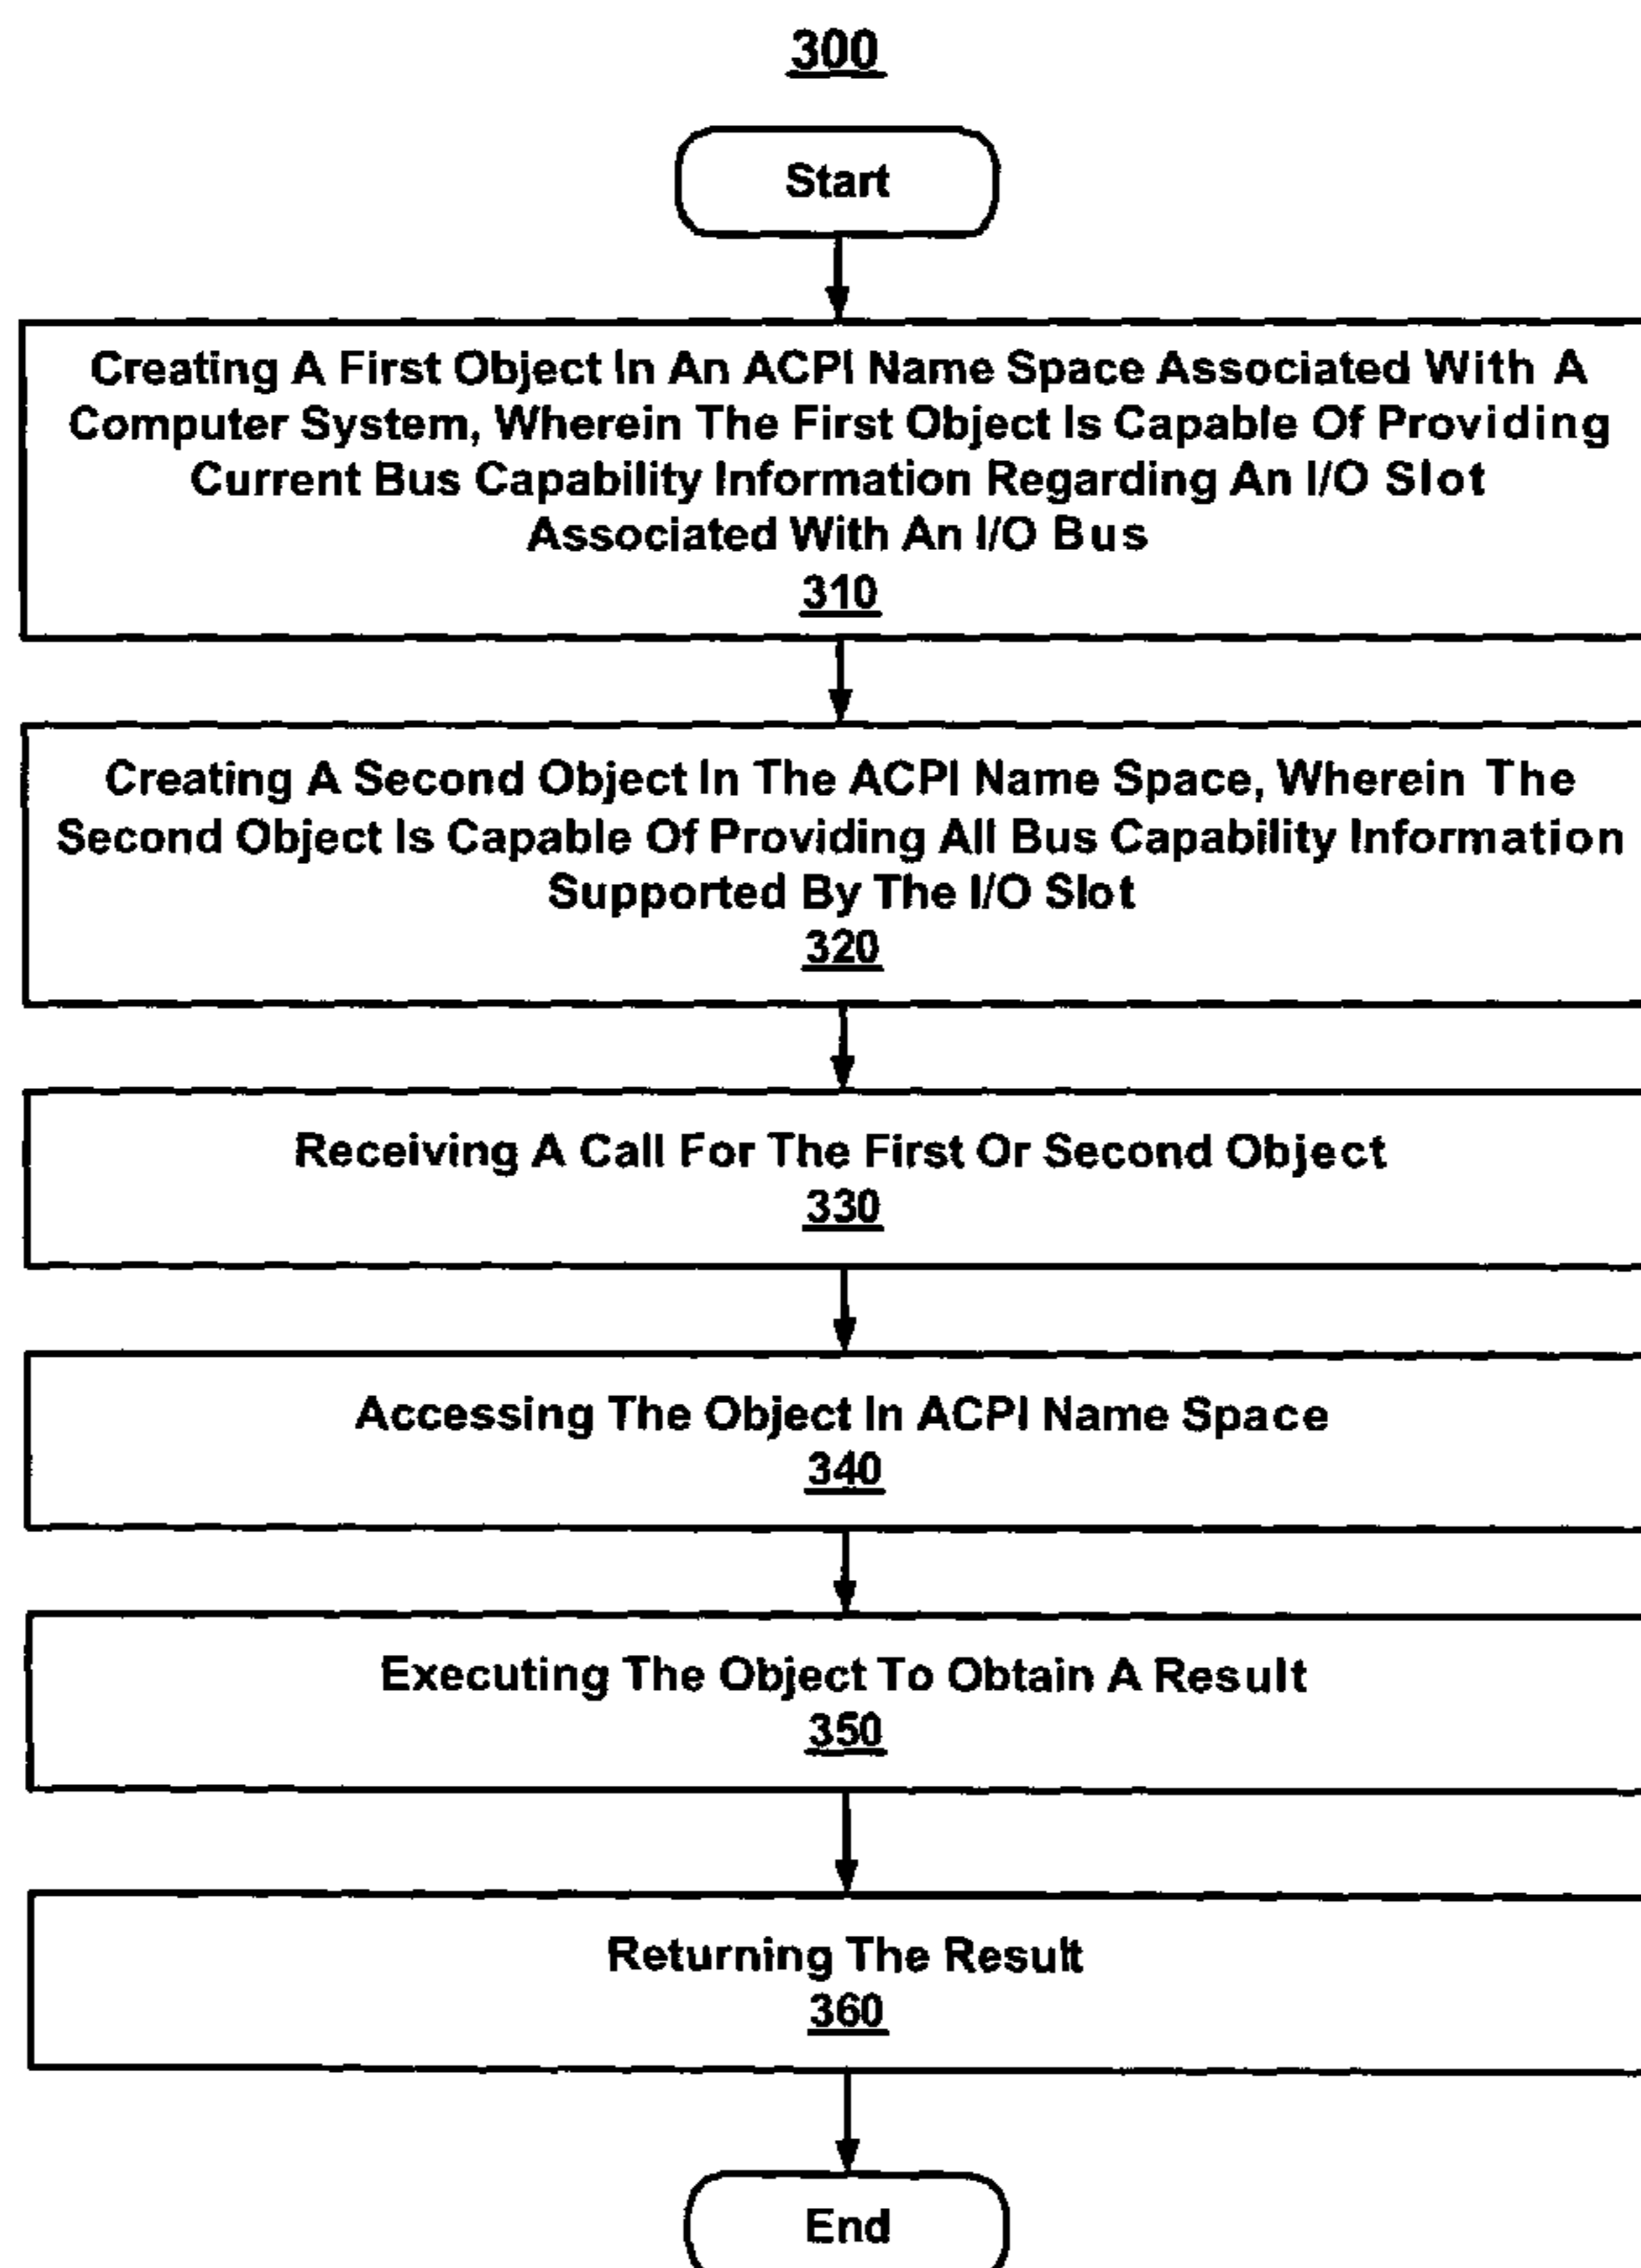 300
Start
Creating A First Object In An ACPI Name Space Associated With A
Computer System, Wherein The First Object Is Capable Of Providing
Current Bus Capability Information Regarding An I/O Slot
Associated With An I/O Bus
310
Creating A Second Object In The ACPI Name Space, Wherein The
Second Object Is Capable Of Providing All Bus Capability Information
Supported By The I/O Slot
320
Receiving A Call For The First Or Second Object
330
Accessing The Object In ACPI Name Space
340
Executing The Object To Obtain A Result
350
Returning The Result
360
End